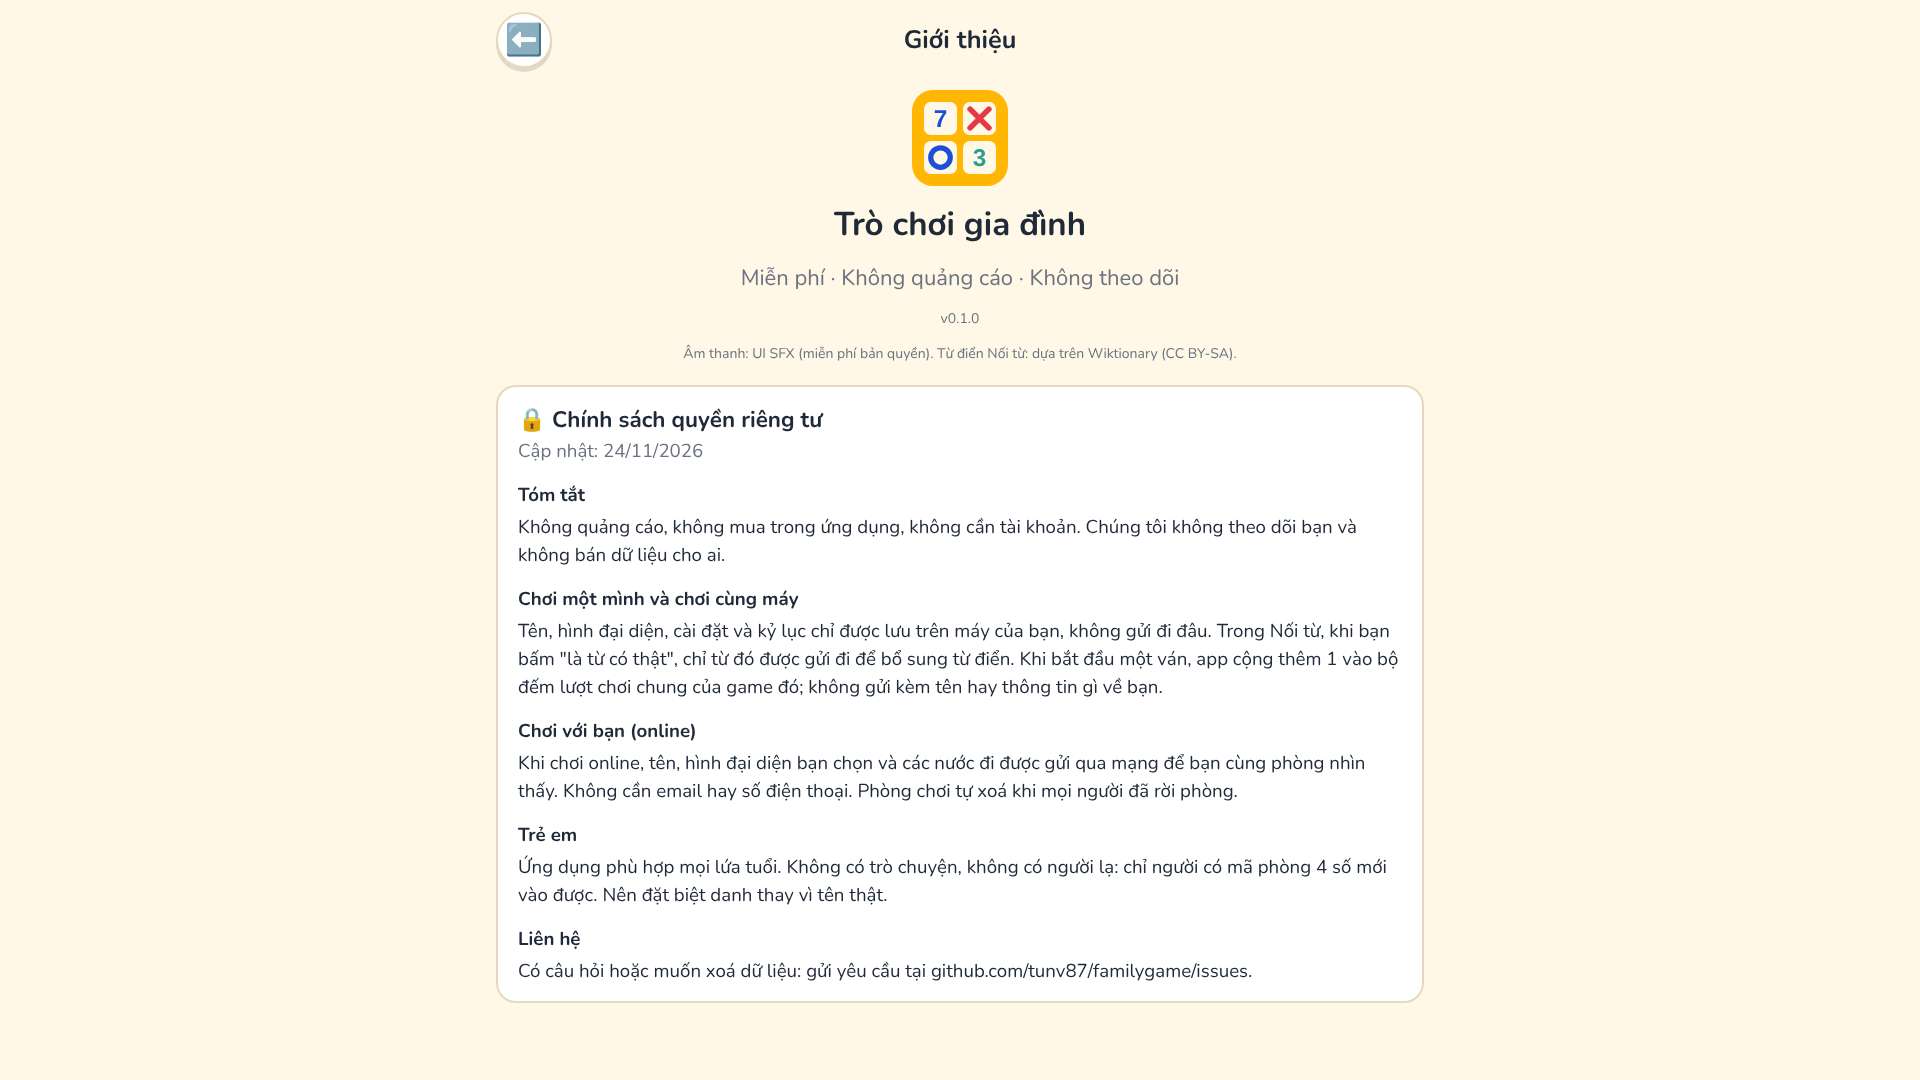 Giới thiệu
7
3
Trò chơi gia đình
Miễn phí · Không quảng cáo · Không theo dõi
v0.1.0
Âm thanh: UI SFX (miễn phí bản quyền). Từ điển Nối từ: dựa trên Wiktionary (CC BY-SA).
🔒 Chính sách quyền riêng tư
Cập nhật: 24/11/2026
Tóm tắt
Không quảng cáo, không mua trong ứng dụng, không cần tài khoản. Chúng tôi không theo dõi bạn và
không bán dữ liệu cho ai.
Chơi một mình và chơi cùng máy
Tên, hình đại diện, cài đặt và kỷ lục chỉ được lưu trên máy của bạn, không gửi đi đâu. Trong Nối từ, khi bạn
bấm "là từ có thật", chỉ từ đó được gửi đi để bổ sung từ điển. Khi bắt đầu một ván, app cộng thêm 1 vào bộ
đếm lượt chơi chung của game đó; không gửi kèm tên hay thông tin gì về bạn.
Chơi với bạn (online)
Khi chơi online, tên, hình đại diện bạn chọn và các nước đi được gửi qua mạng để bạn cùng phòng nhìn
thấy. Không cần email hay số điện thoại. Phòng chơi tự xoá khi mọi người đã rời phòng.
Trẻ em
Ứng dụng phù hợp mọi lứa tuổi. Không có trò chuyện, không có người lạ: chỉ người có mã phòng 4 số mới
vào được. Nên đặt biệt danh thay vì tên thật.
Liên hệ
Có câu hỏi hoặc muốn xoá dữ liệu: gửi yêu cầu tại github.com/tunv87/familygame/issues.